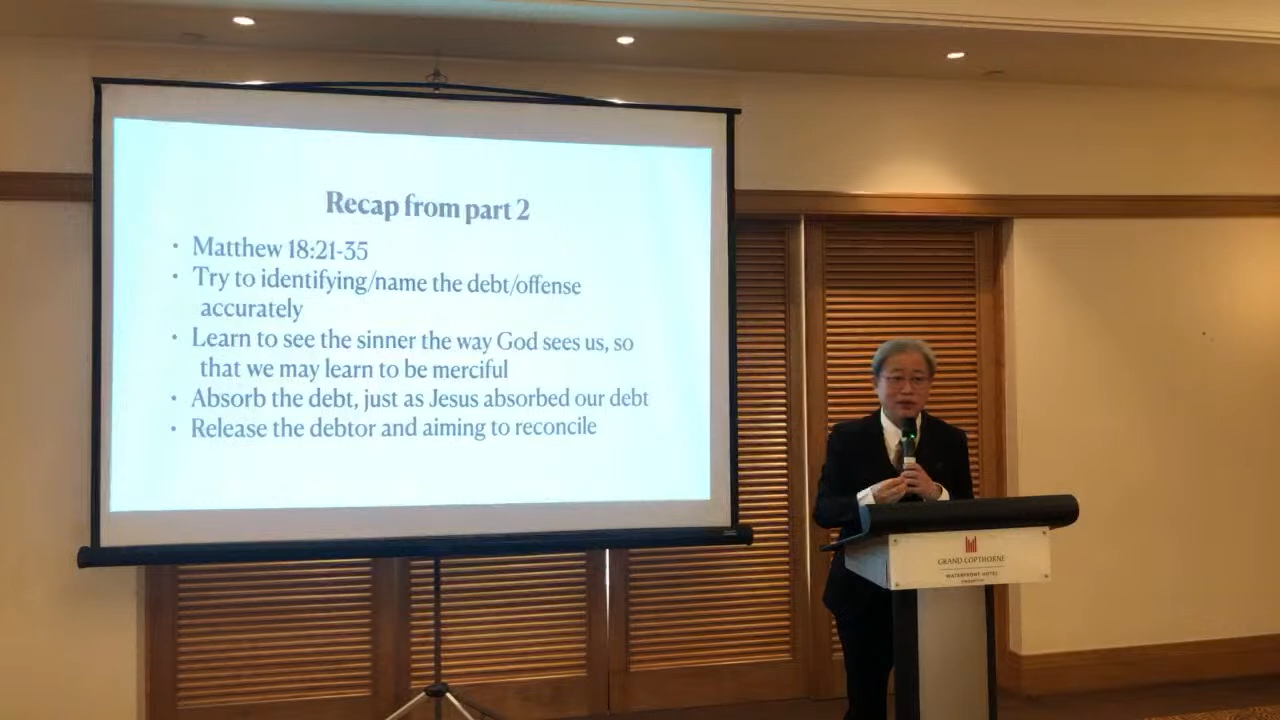 Recap from part 2
• Matthew 18:21-35
• Try to identifying/name the debt/offense
accurately
• Learn to see the sinner the way God sees us, so
that we may learn to be merciful
• Absorb the debt, just as Jesus absorbed our debt
• Release the debtor and aiming to reconcile
GRAND COPTHORNE
WATERFRONT HOTEL